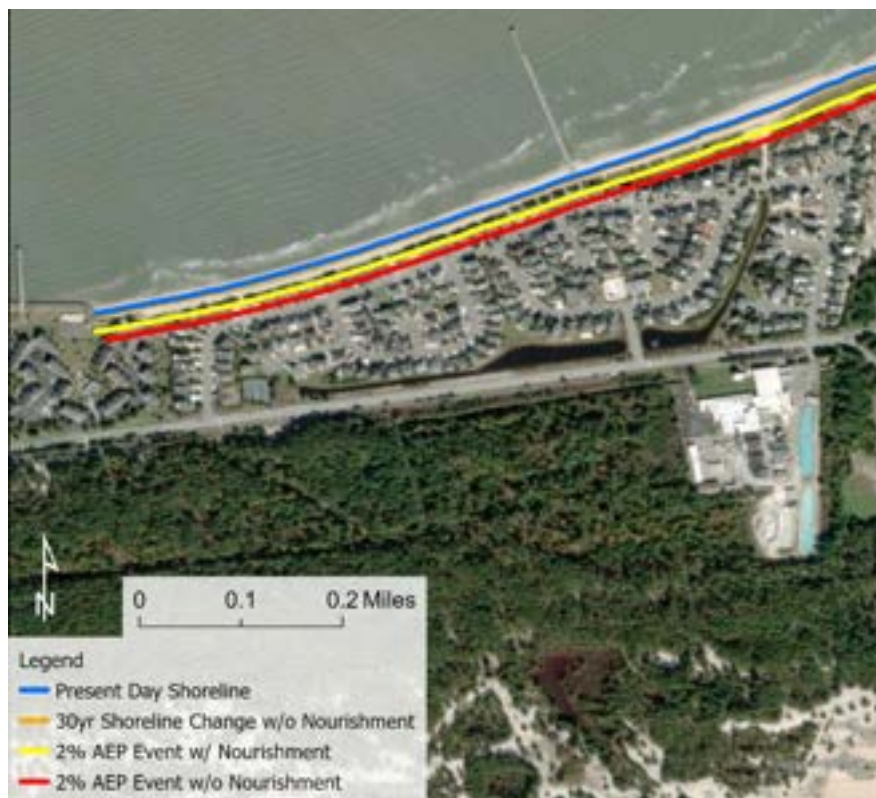 N
0 0.1 0.2 Miles
Legend
Present Day Shoreline
30yr Shoreline Change w/o Nourishment
2% AEP Event w/ Nourishment
2% AEP Event w/o Nourishment